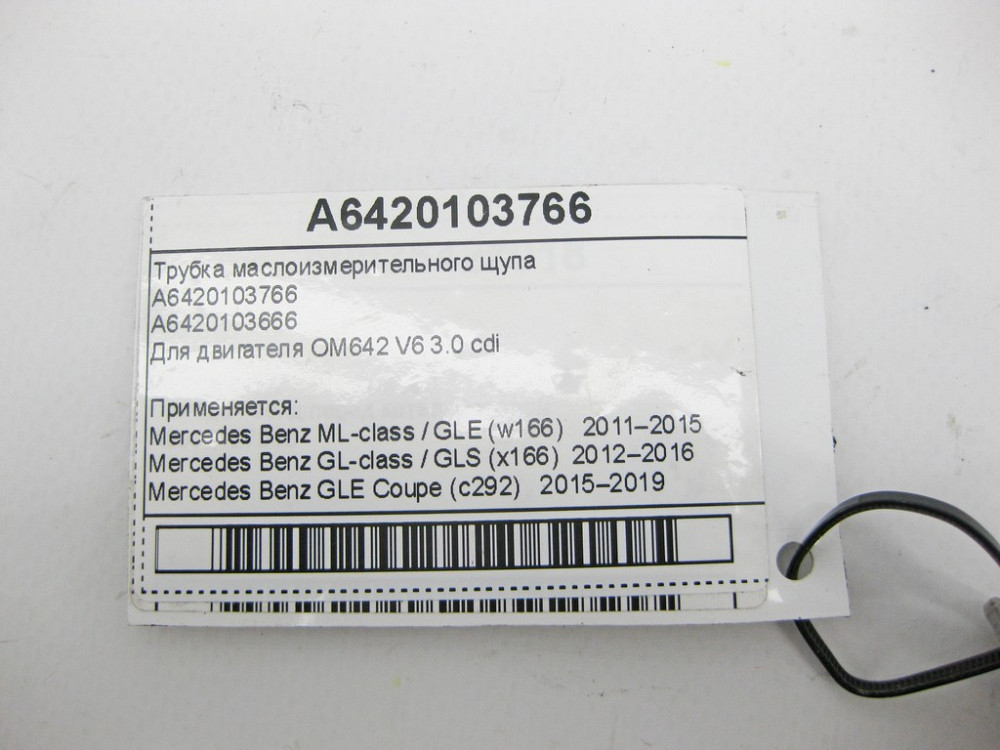 A6420103766
Трубка маслоизмерительного щупа
A6420103766
A6420103666
Для двигателя OM642 V6 3.0 cdi
Применяется:
Mercedes Benz ML-class / GLE (w166) 2011–2015
Mercedes Benz GL-class / GLS (x166) 2012–2016
Mercedes Benz GLE Coupe (c292) 2015–2019